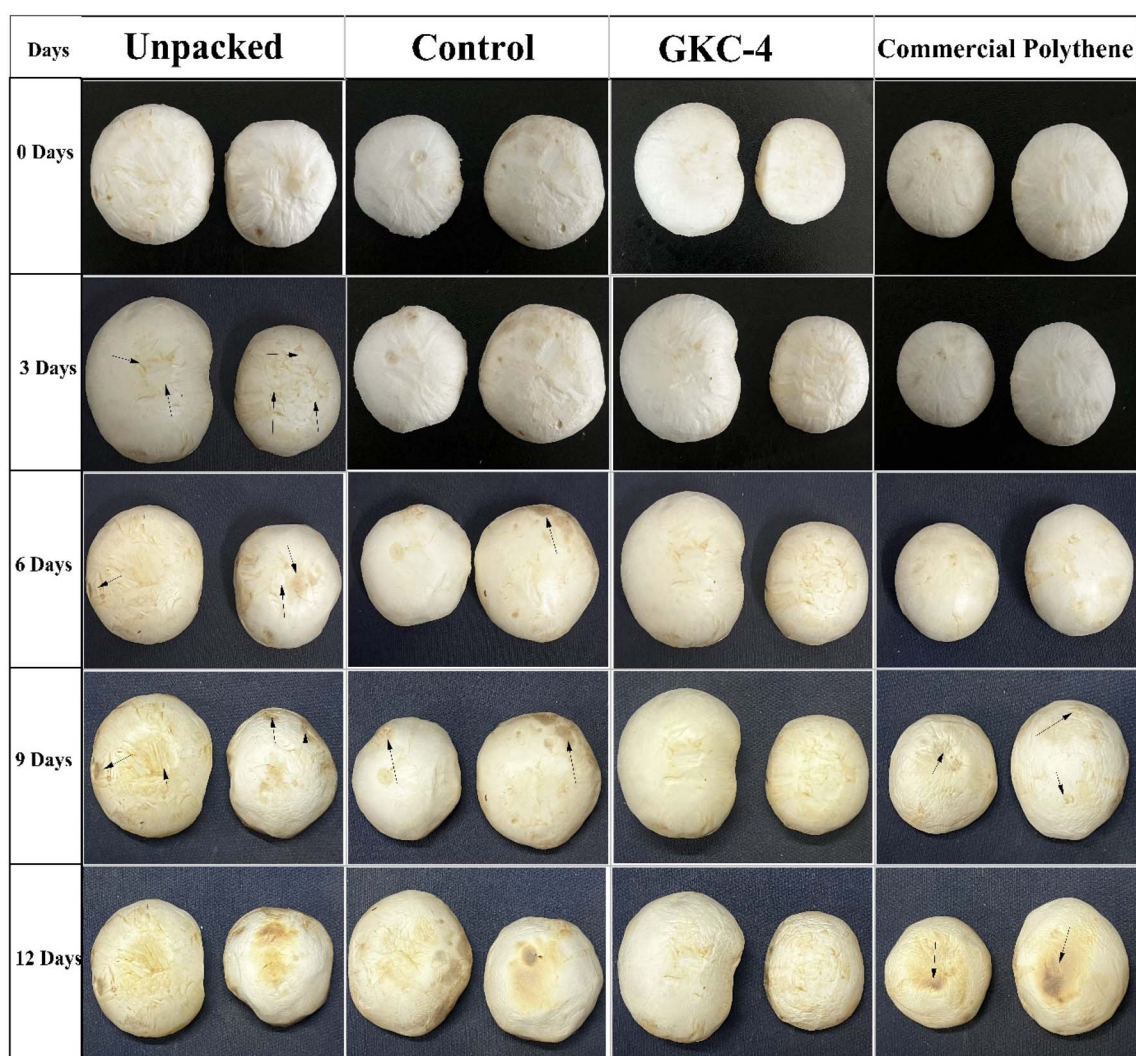 Days Unpacked Control GKC-4 Commercial Polythene
0 Days
3 Days
6 Days
9 Days
12 Days